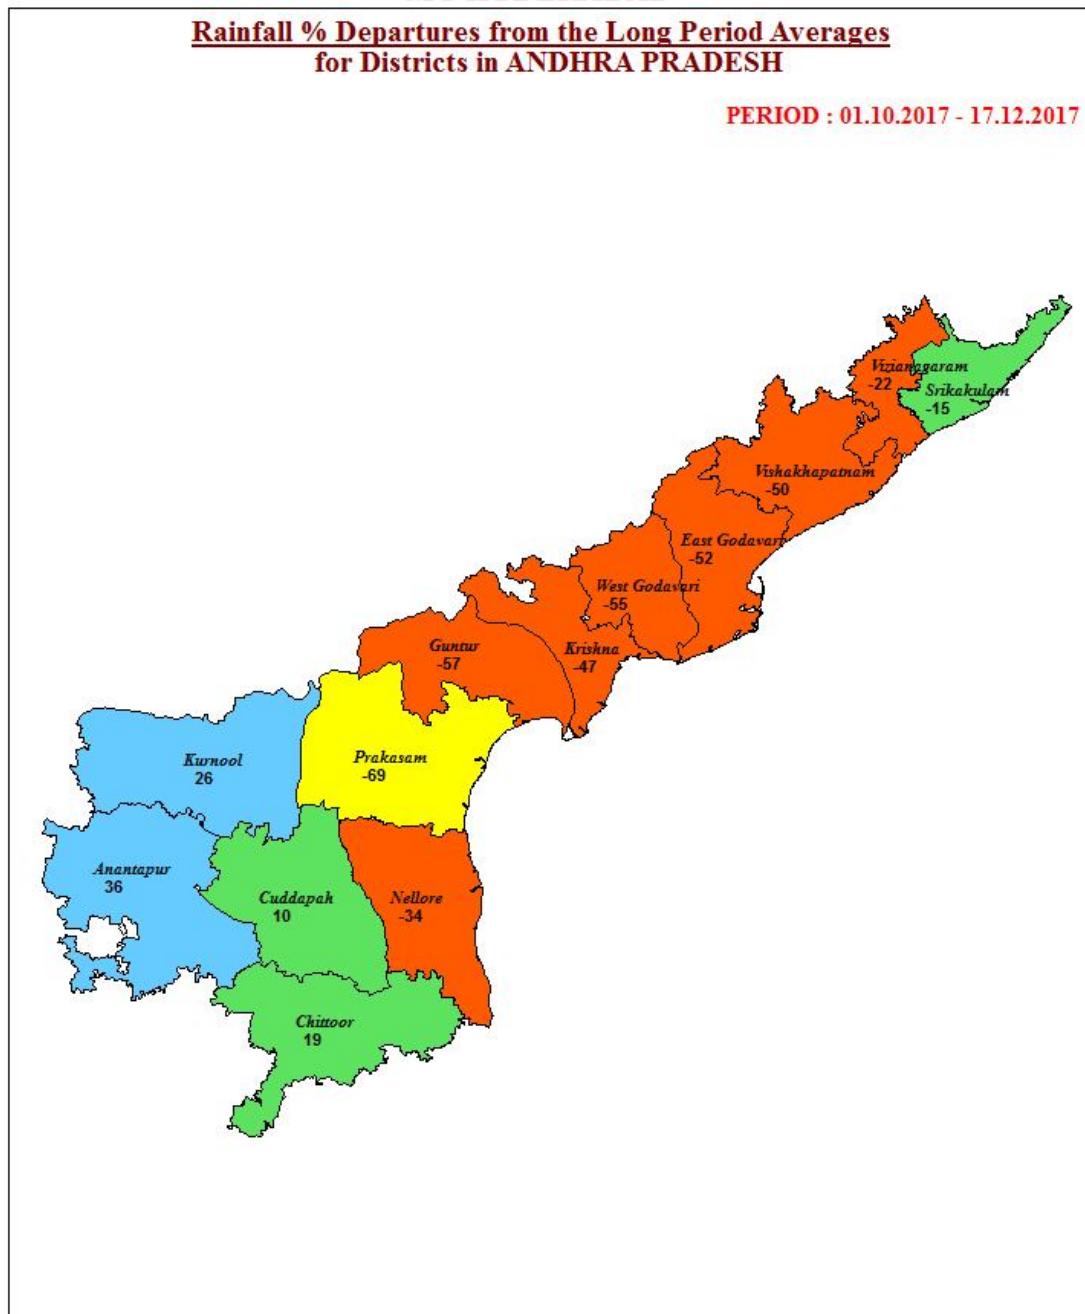 Rainfall % Departures from the Long Period Averages
for Districts in ANDHRA PRADESH
PERIOD : 01.10.2017 - 17.12.2017
Vizianagaram
-22
Srikakulam
-15
Vishakhapatnam
-50
East Godavari
-52
West Godavari
-55
Krishna
-47
Guntur
-57
Prakasam
-69
Kurnool
26
Anantapur
36
Cuddapah
10
Nellore
-34
Chittoor
19